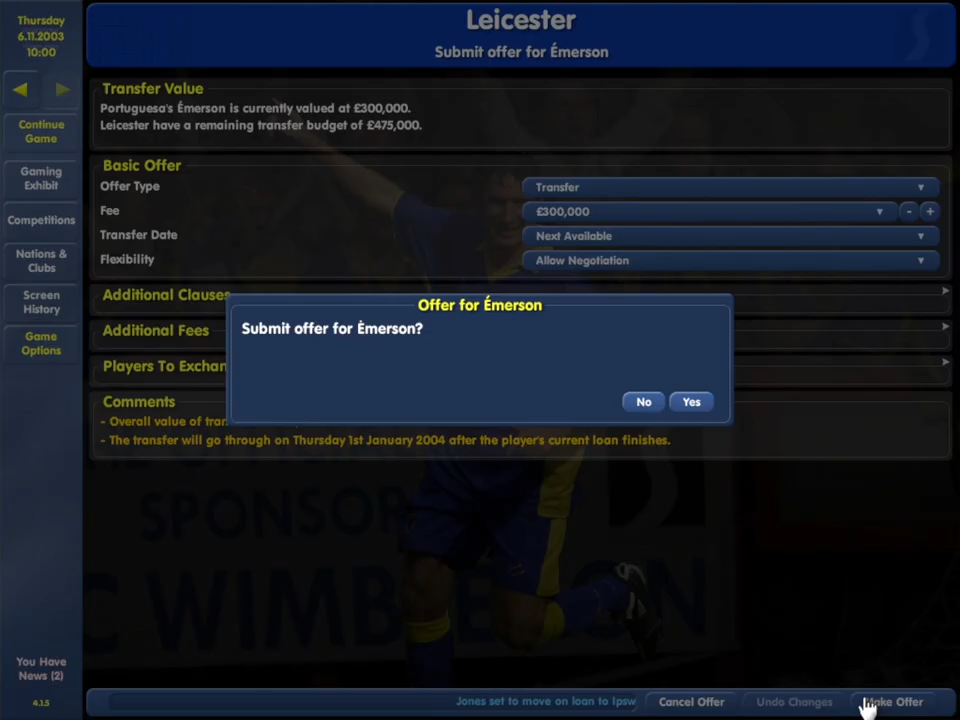 Thursday
6.11.2003
10:00
Leicester
Submit offer for Émerson
Continue
Game
Gaming
Exhibit
Competitions
Nations &
Clubs
Screen
History
Game
Options
Transfer Value
Portuguesa's Émerson is currently valued at £300,000.
Leicester have a remaining transfer budget of £475,000.
Basic Offer
Offer Type Transfer
Fee £300,000 - +
Transfer Date Next Available
Flexibility Allow Negotiation
Additional Clauses
Additional Fees
Players To Exchan
Offer for Émerson
Submit offer for Émerson?
No Yes
Comments
- Overall value of tran
- The transfer will go through on Thursday 1st January 2004 after the player's current loan finishes.
SPONSOR
C WIMB E ON
You Have
News (2)
4.1.5
Jones set to move on loan to Ipsw
Cancel Offer Undo Changes Make Offer